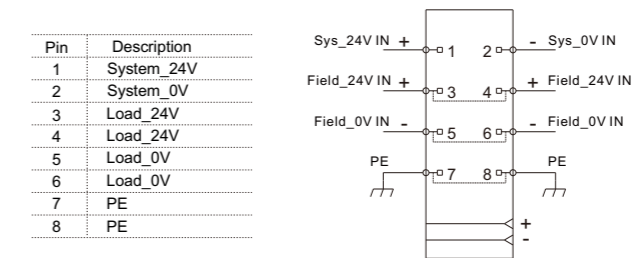 Pin Description
1 System_24V
2 System_0V
3 Load_24V
4 Load_24V
5 Load_0V
6 Load_0V
7 PE
8 PE
Sys_24V IN + 1 2 - Sys_0V IN
Field_24V IN + 3 4 + Field_24V IN
Field_0V IN - 5 6 - Field_0V IN
PE 7 8 PE
+
-